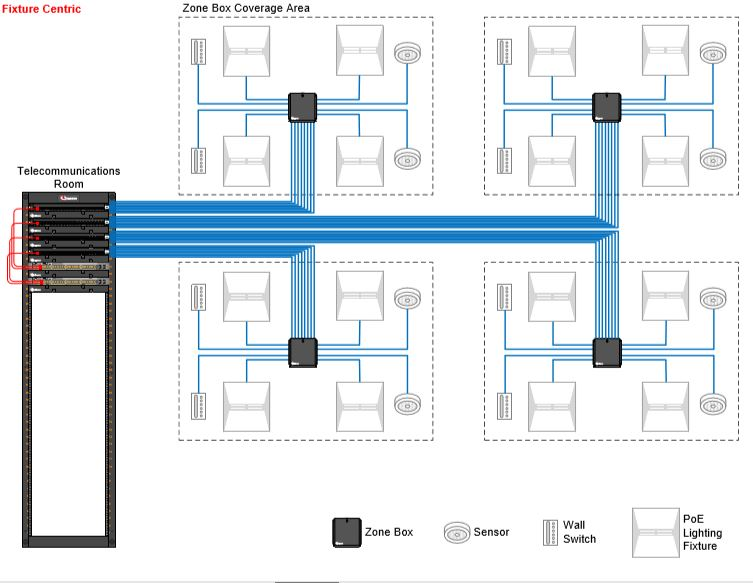 Fixture Centric
Zone Box Coverage Area
Telecommunications
Room
Zone Box
Sensor
Wall
Switch
PoE
Lighting
Fixture